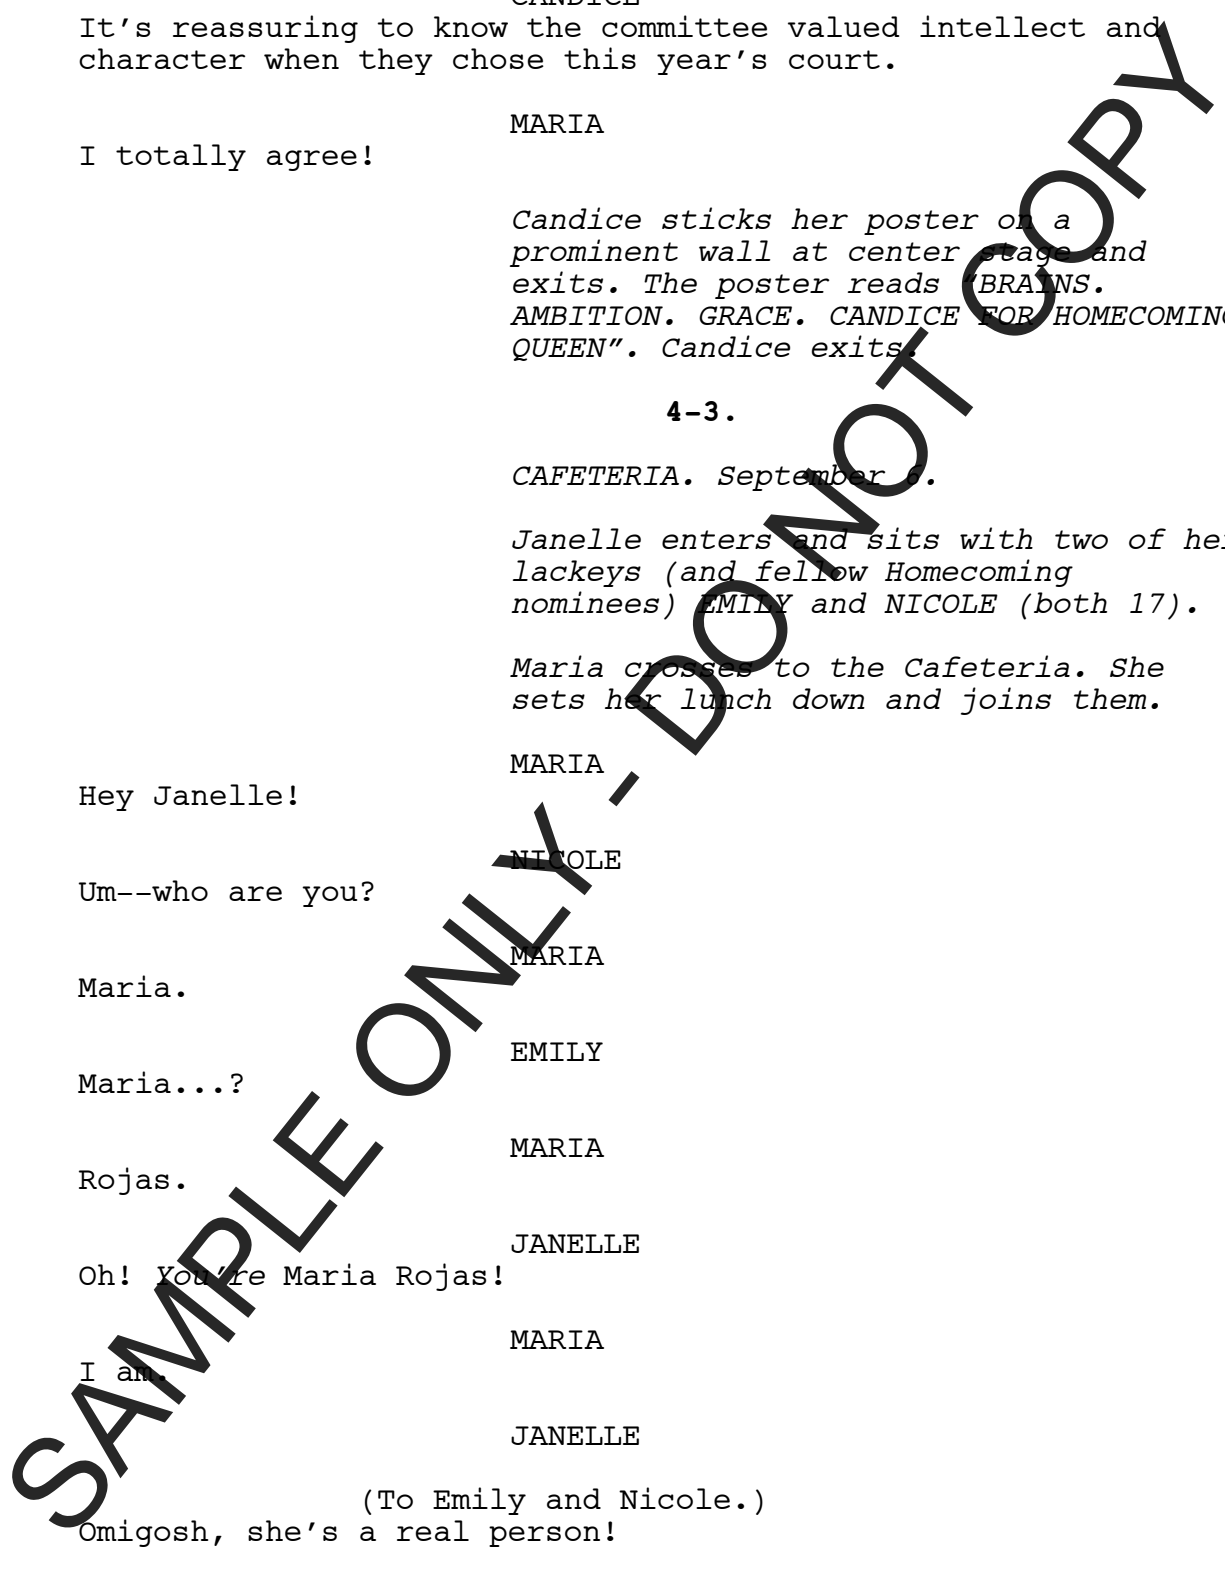 CANDICE
It's reassuring to know the committee valued intellect and
character when they chose this year's court.
MARIA
I totally agree!
Candice sticks her poster on a
prominent wall at center stage and
exits. The poster reads “BRAINS.
AMBITION. GRACE. CANDICE FOR HOMECOMING
QUEEN”. Candice exits.
4-3.
CAFETERIA. September 6.
Janelle enters and sits with two of her
lackeys (and fellow Homecoming
nominees) EMILY and NICOLE (both 17).
Maria crosses to the Cafeteria. She
sets her lunch down and joins them.
MARIA
Hey Janelle!
NICOLE
Um--who are you?
MARIA
Maria.
EMILY
Maria...?
MARIA
Rojas.
JANELLE
Oh! You're Maria Rojas!
MARIA
I am.
JANELLE
(To Emily and Nicole.)
Omigosh, she's a real person!
SAMPLE ONLY - DO NOT COPY